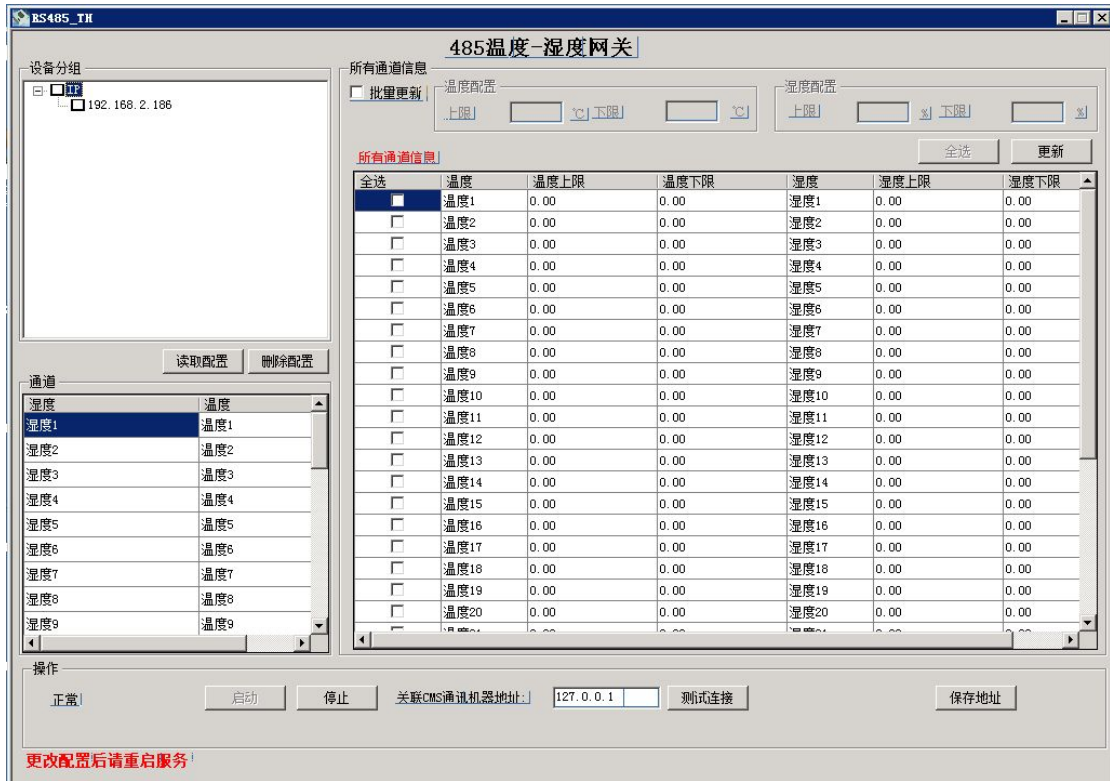 RS485_TH
485温度-湿度网关
设备分组
IP
192.168.2.186
读取配置 删除配置
通道
湿度 温度
湿度1 温度1
湿度2 温度2
湿度3 温度3
湿度4 温度4
湿度5 温度5
湿度6 温度6
湿度7 温度7
湿度8 温度8
湿度9 温度9
所有通道信息
批里更新 温度配置 湿度配置
上限 ℃ 下限 ℃ 上限 % 下限 %
所有通道信息 全选 更新
全选 温度 温度上限 温度下限 湿度 湿度上限 湿度下限
温度1 0.00 0.00 湿度1 0.00 0.00
温度2 0.00 0.00 湿度2 0.00 0.00
温度3 0.00 0.00 湿度3 0.00 0.00
温度4 0.00 0.00 湿度4 0.00 0.00
温度5 0.00 0.00 湿度5 0.00 0.00
温度6 0.00 0.00 湿度6 0.00 0.00
温度7 0.00 0.00 湿度7 0.00 0.00
温度8 0.00 0.00 湿度8 0.00 0.00
温度9 0.00 0.00 湿度9 0.00 0.00
温度10 0.00 0.00 湿度10 0.00 0.00
温度11 0.00 0.00 湿度11 0.00 0.00
温度12 0.00 0.00 湿度12 0.00 0.00
温度13 0.00 0.00 湿度13 0.00 0.00
温度14 0.00 0.00 湿度14 0.00 0.00
温度15 0.00 0.00 湿度15 0.00 0.00
温度16 0.00 0.00 湿度16 0.00 0.00
温度17 0.00 0.00 湿度17 0.00 0.00
温度18 0.00 0.00 湿度18 0.00 0.00
温度19 0.00 0.00 湿度19 0.00 0.00
温度20 0.00 0.00 湿度20 0.00 0.00
操作
正常 启动 停止 关联CMS通讯机器地址: 127.0.0.1 测试连接 保存地址
更改配置后请重启服务